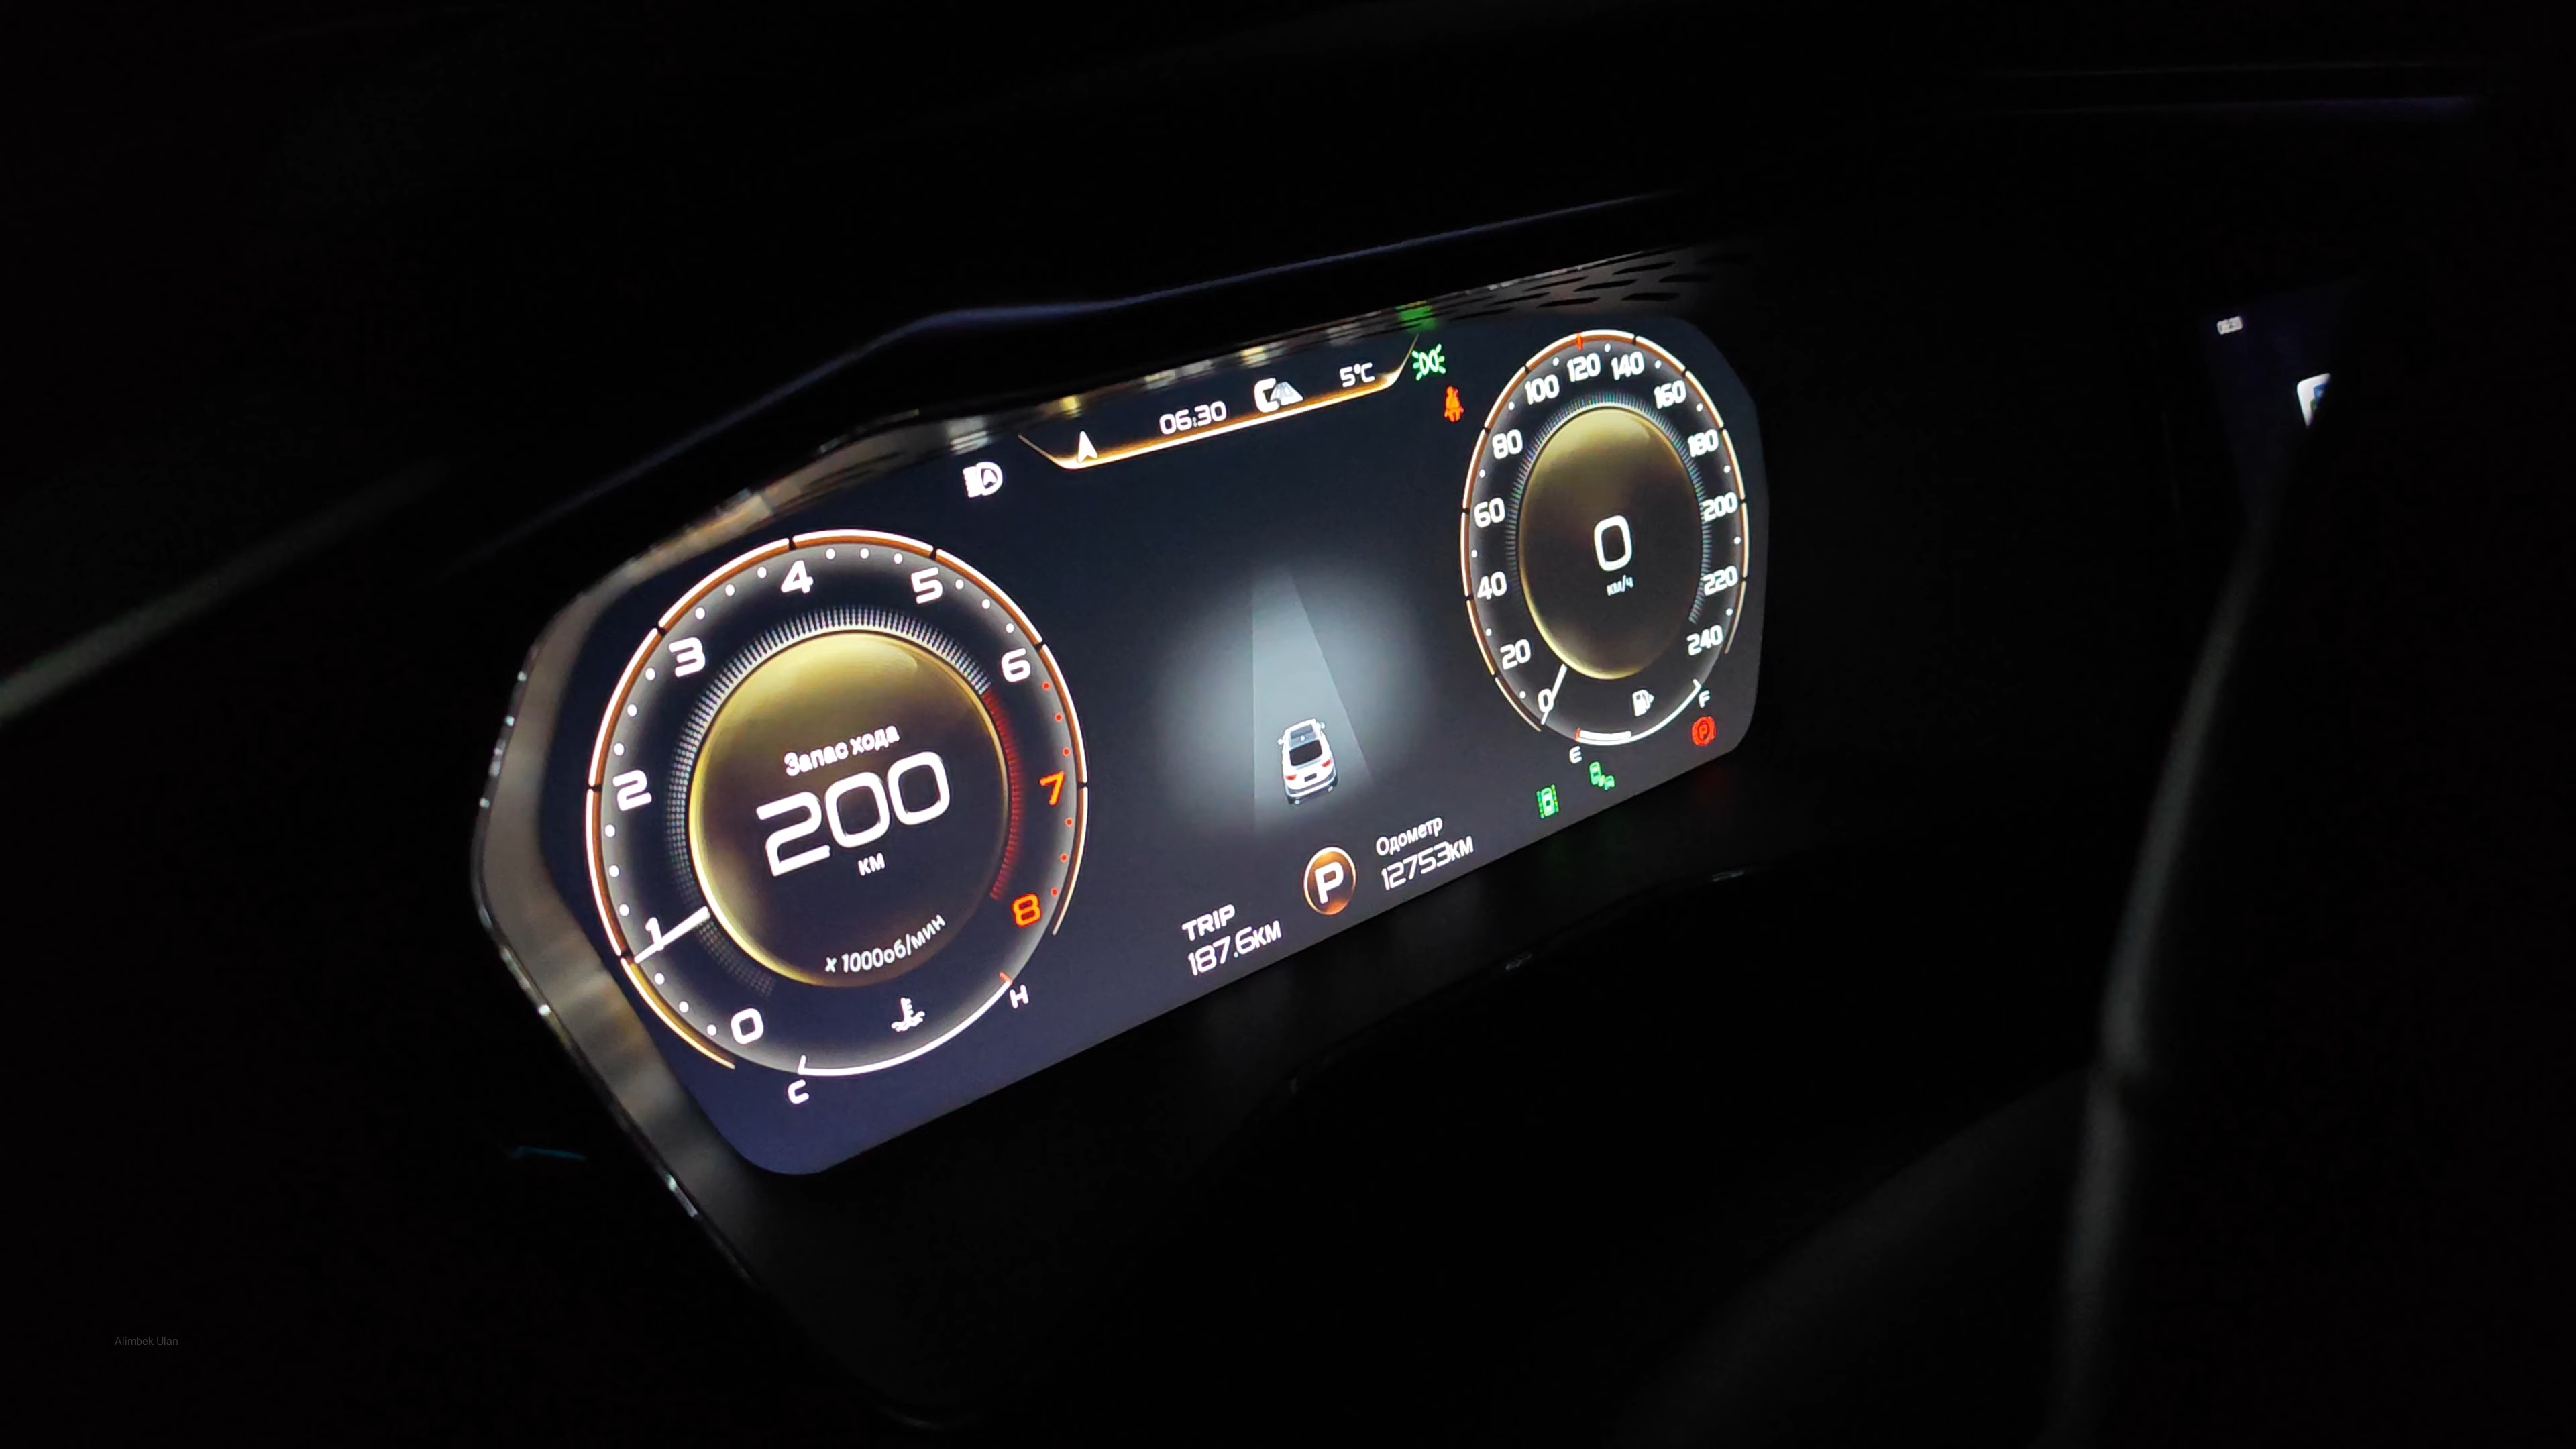 06:30
5°C
4
5
3
6
2
7
1
8
0
Запас хода
200
км
x 1000об/мин
C
H
100
120
140
80
160
60
180
40
200
20
220
0
240
0
км/ч
E
F
P
TRIP
187.6км
P
Одометр
12753км
Alimbek Ulan